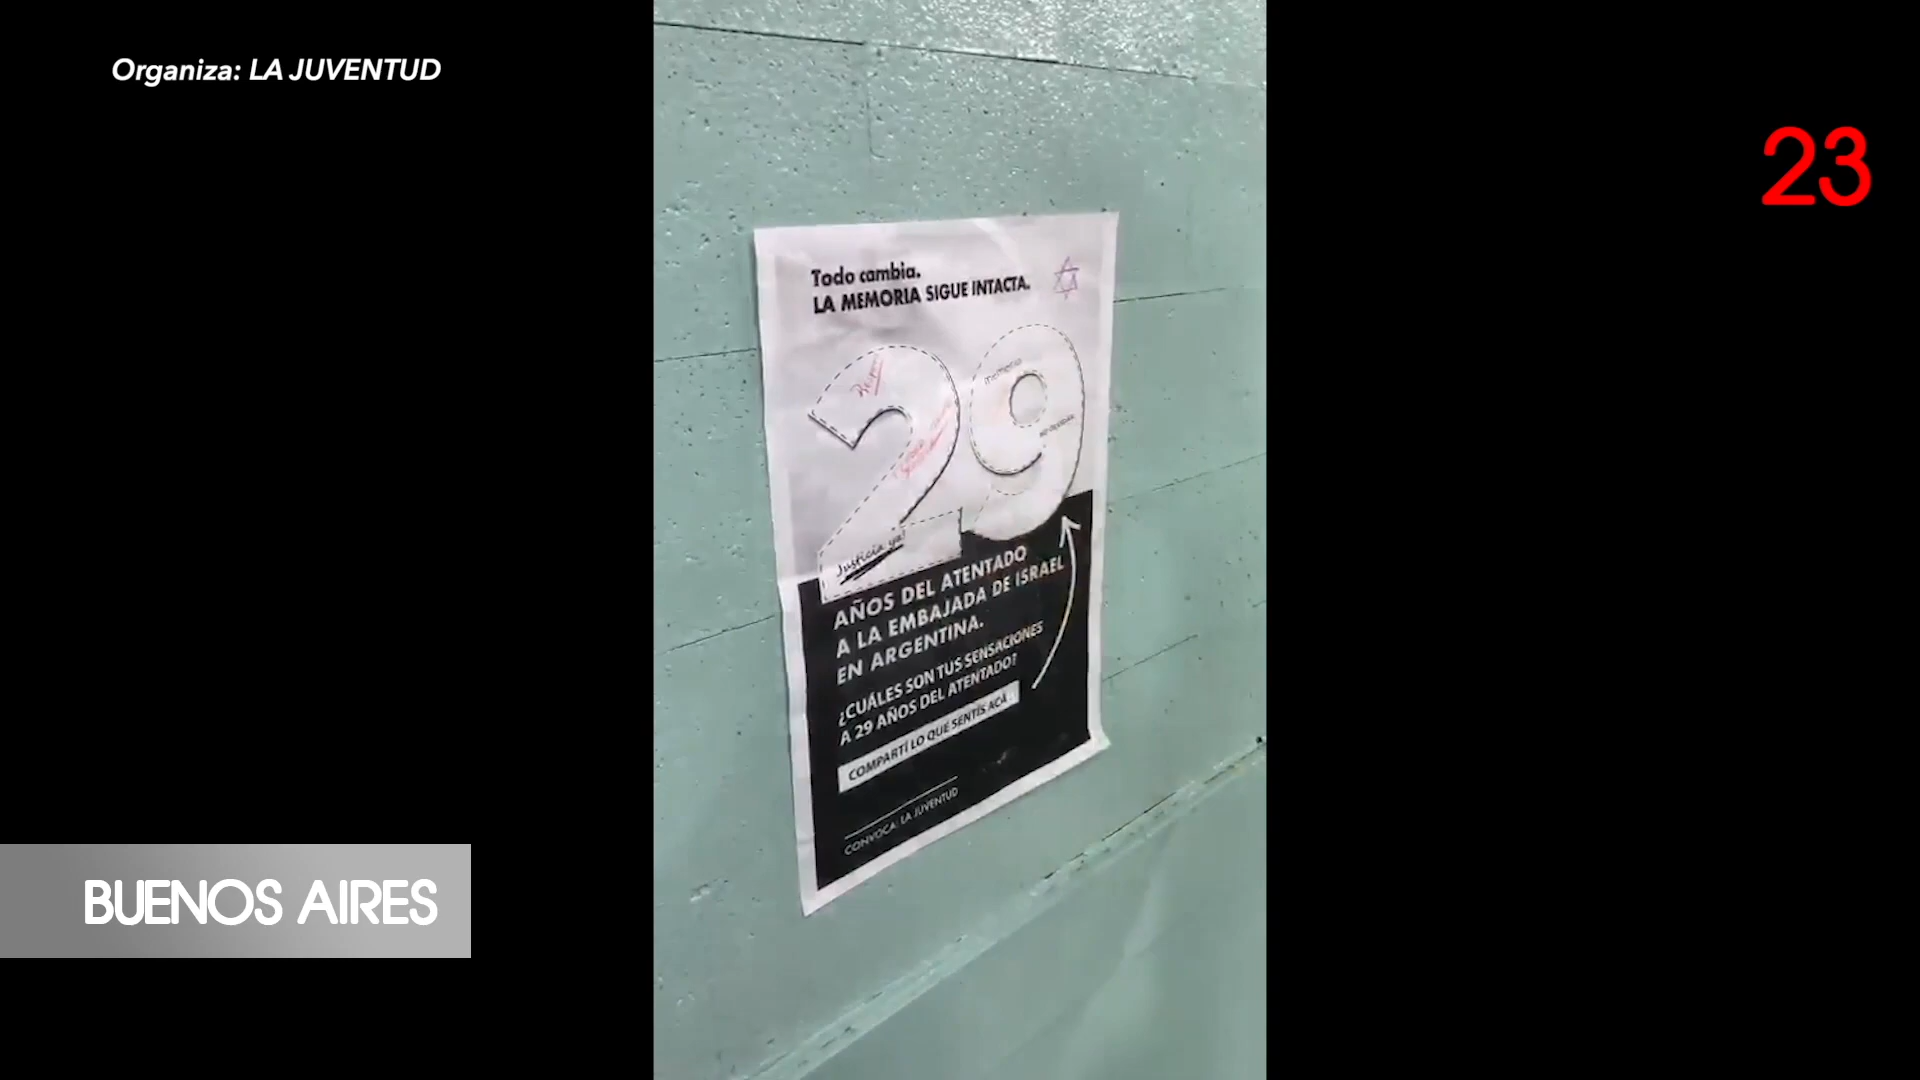 Organiza: LA JUVENTUD
23
Todo cambia.
LA MEMORIA SIGUE INTACTA.
29
memoria
Justicia ya!
AÑOS DEL ATENTADO
A LA EMBAJADA DE ISRAEL
EN ARGENTINA.
¿CUÁLES SON TUS SENSACIONES
A 29 AÑOS DEL ATENTADO?
COMPARTÍ LO QUE SENTÍS ACÁ
CONVOCA: LA JUVENTUD
BUENOS AIRES